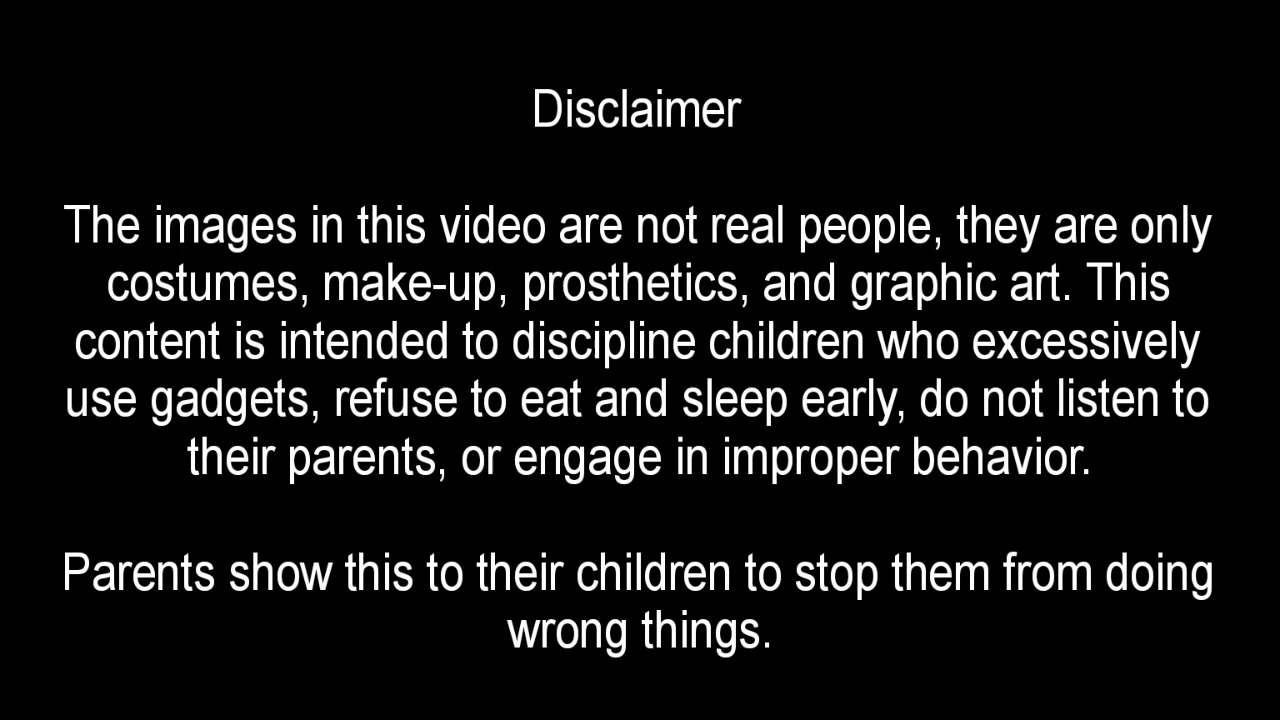 Disclaimer
The images in this video are not real people, they are only
costumes, make-up, prosthetics, and graphic art. This
content is intended to discipline children who excessively
use gadgets, refuse to eat and sleep early, do not listen to
their parents, or engage in improper behavior.
Parents show this to their children to stop them from doing
wrong things.